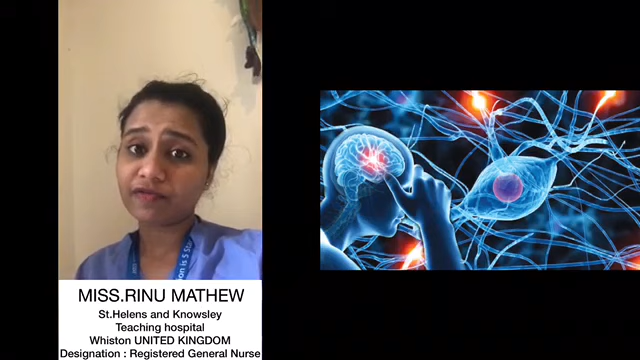 MISS.RINU MATHEW
St.Helens and Knowsley
Teaching hospital
Whiston UNITED KINGDOM
Designation : Registered General Nurse